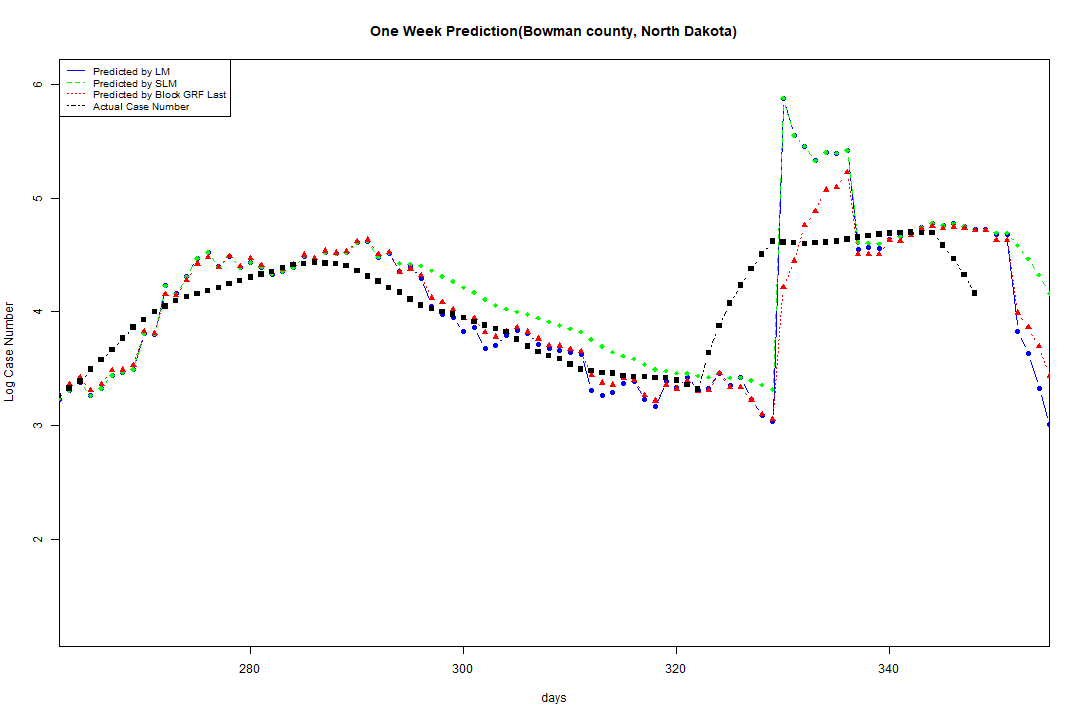 One Week Prediction(Bowman county, North Dakota)
Predicted by LM
Predicted by SLM
Predicted by Block GRF Last
Actual Case Number
6
5
4
3
2
Log Case Number
280 300 320 340
days